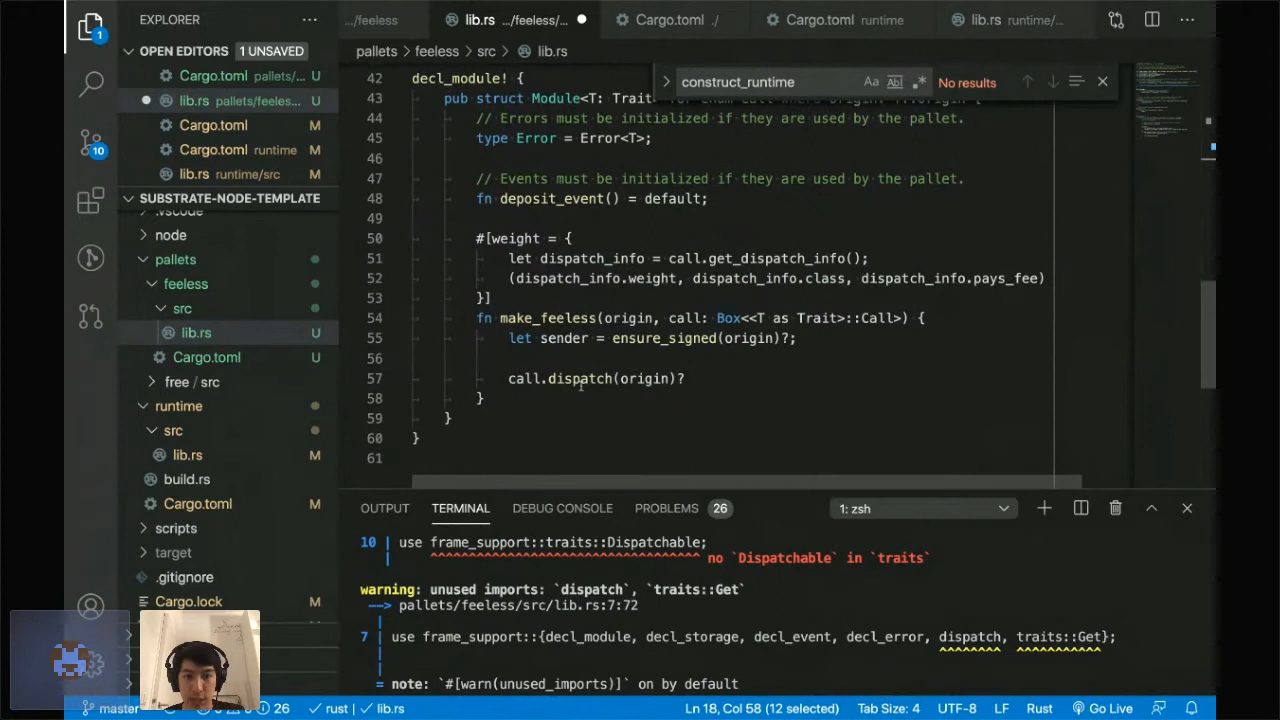 EXPLORER
OPEN EDITORS 1 UNSAVED
Cargo.toml pallets/... U
lib.rs pallets/feeles... U
Cargo.toml M
Cargo.toml runtime M
lib.rs runtime/src M
SUBSTRATE-NODE-TEMPLATE
.vscode
node
pallets
feeless
src
lib.rs U
Cargo.toml U
free / src
runtime
src
lib.rs M
build.rs
Cargo.toml M
scripts
target
.gitignore
Cargo.lock M
1
10
.../feeless lib.rs .../feeless/... Cargo.toml ./ Cargo.toml runtime lib.rs runtime/...
pallets > feeless > src > lib.rs
construct_runtime Aa Abl .* No results
42 decl_module! {
43 pub struct Module<T: Trait>
44 // Errors must be initialized if they are used by the pallet.
45 type Error = Error<T>;
46
47 // Events must be initialized if they are used by the pallet.
48 fn deposit_event() = default;
49
50 #[weight = {
51 let dispatch_info = call.get_dispatch_info();
52 (dispatch_info.weight, dispatch_info.class, dispatch_info.pays_fee)
53 }]
54 fn make_feeless(origin, call: Box<<T as Trait>::Call>) {
55 let sender = ensure_signed(origin)?;
56
57 call.dispatch(origin)?
58 }
59 }
60 }
61
OUTPUT TERMINAL DEBUG CONSOLE PROBLEMS 26 1: zsh
10 | use frame_support::traits::Dispatchable;
| ^^^^^^^^^^^^^^^^^^^^^^^^^^^^^^^^^^ no `Dispatchable` in `traits`
warning: unused imports: `dispatch`, `traits::Get`
--> pallets/feeless/src/lib.rs:7:72
|
7 | use frame_support::{decl_module, decl_storage, decl_event, decl_error, dispatch, traits::Get};
| ^^^^^^^^ ^^^^^^^^^^^
|
= note: `#[warn(unused_imports)]` on by default
master 26 rust | lib.rs Ln 18, Col 58 (12 selected) Tab Size: 4 UTF-8 LF Rust Go Live